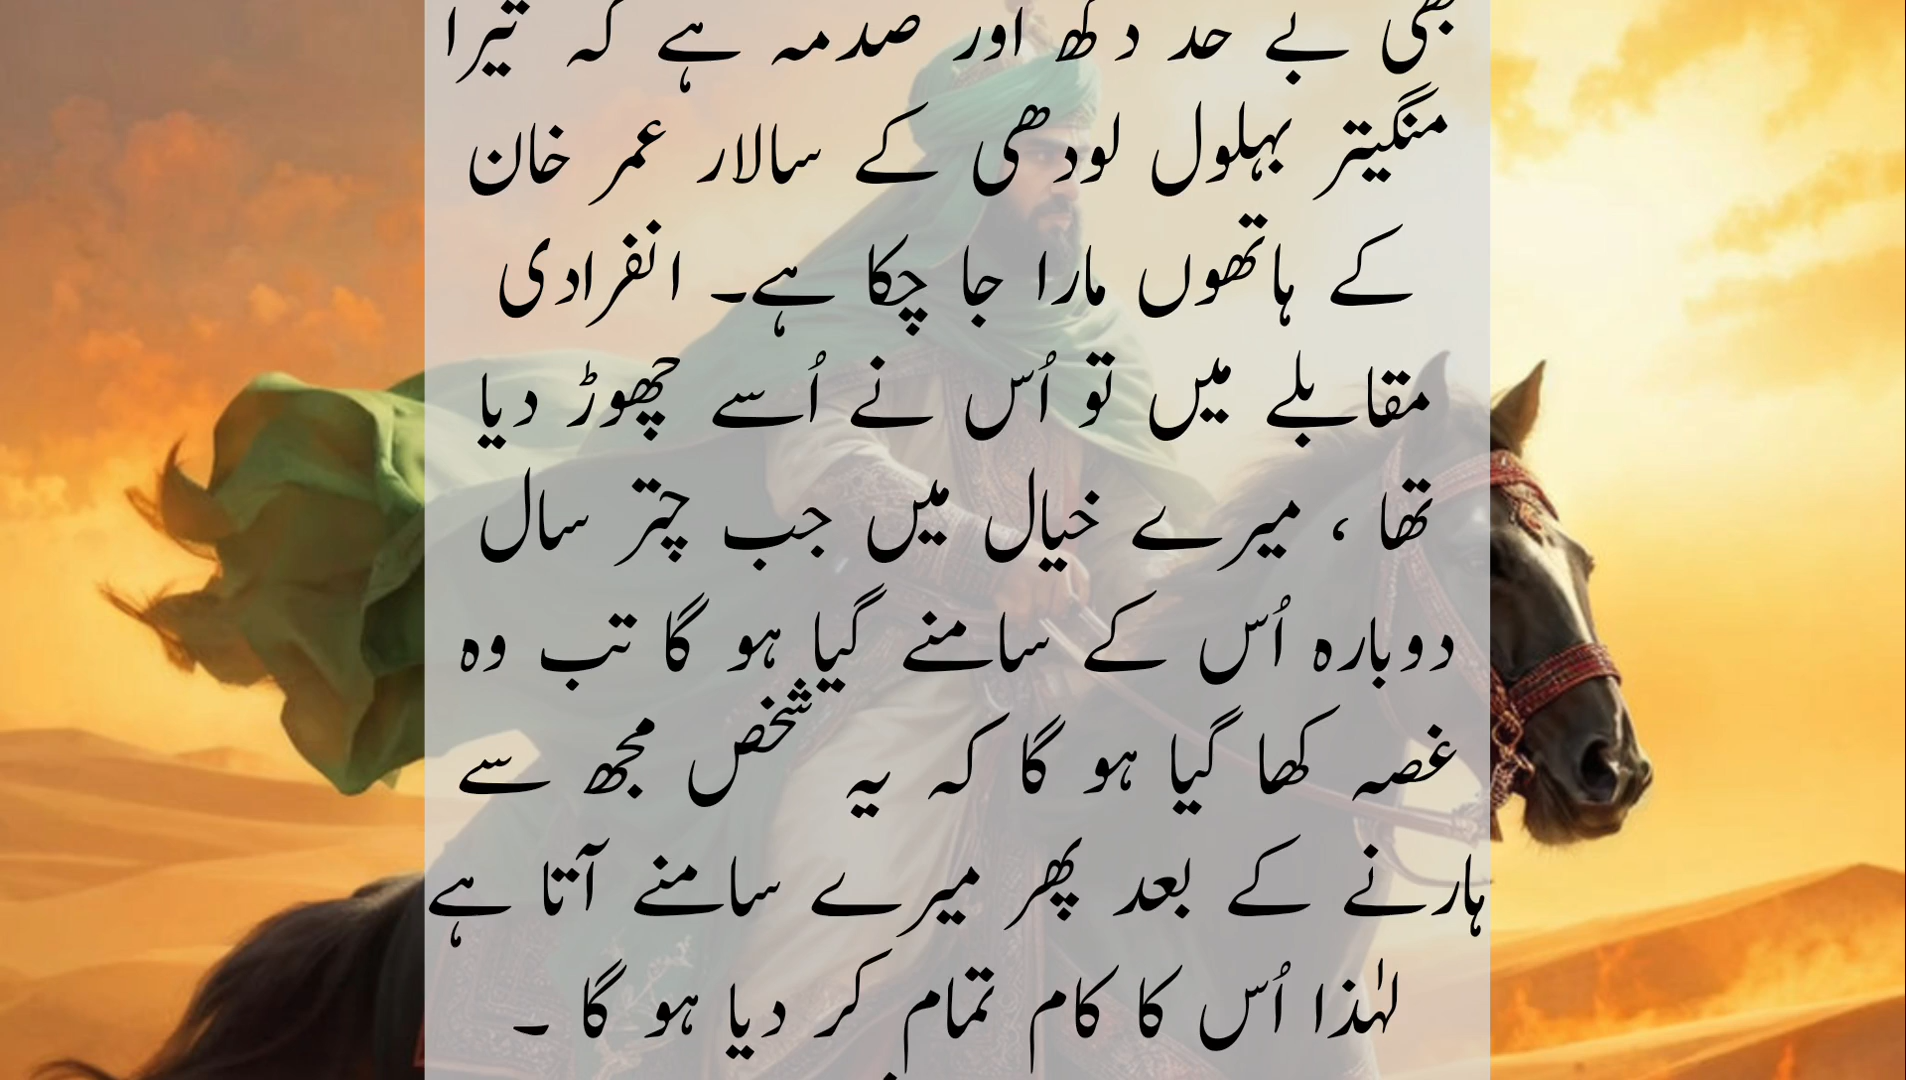 بھی بے حد دکھ اور صدمہ ہے کہ تیرا
منگیتر بہلول لودھی کے سالار عمر خان
کے ہاتھوں مارا جا چکا ہے۔ انفرادی
مقابلے میں تو اُس نے اُسے چھوڑ دیا
تھا ، میرے خیال میں جب چتر سال
دوبارہ اُس کے سامنے گیا ہو گا تب وہ
غصہ کھا گیا ہو گا کہ یہ شخص مجھ سے
ہارنے کے بعد پھر میرے سامنے آتا ہے
لہٰذا اُس کا کام تمام کر دیا ہو گا ۔